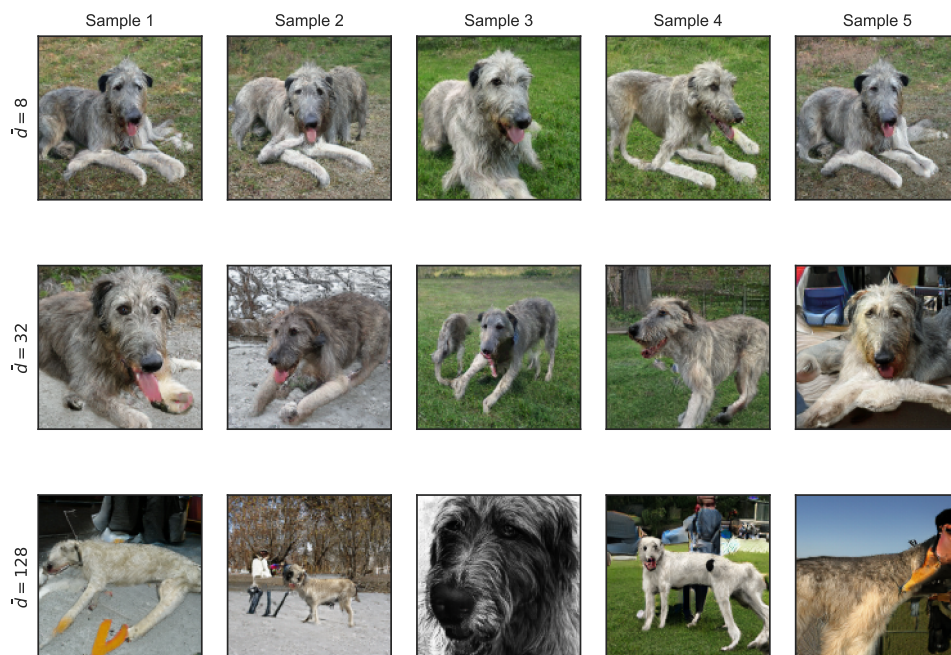 Sample 1 Sample 2 Sample 3 Sample 4 Sample 5
d̄ = 8
d̄ = 32
d̄ = 128